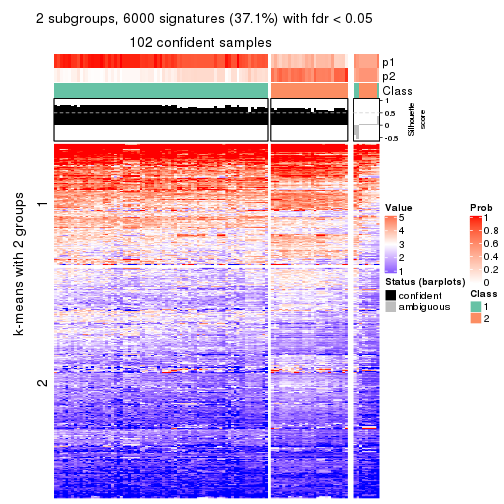 2 subgroups, 6000 signatures (37.1%) with fdr < 0.05
102 confident samples
p1
p2
Class
1
0.5
0
-0.5
Silhouette
score
k-means with 2 groups
1
2
Value
5
4
3
2
1
Status (barplots)
confident
ambiguous
Prob
1
0.8
0.6
0.4
0.2
0
Class
1
2